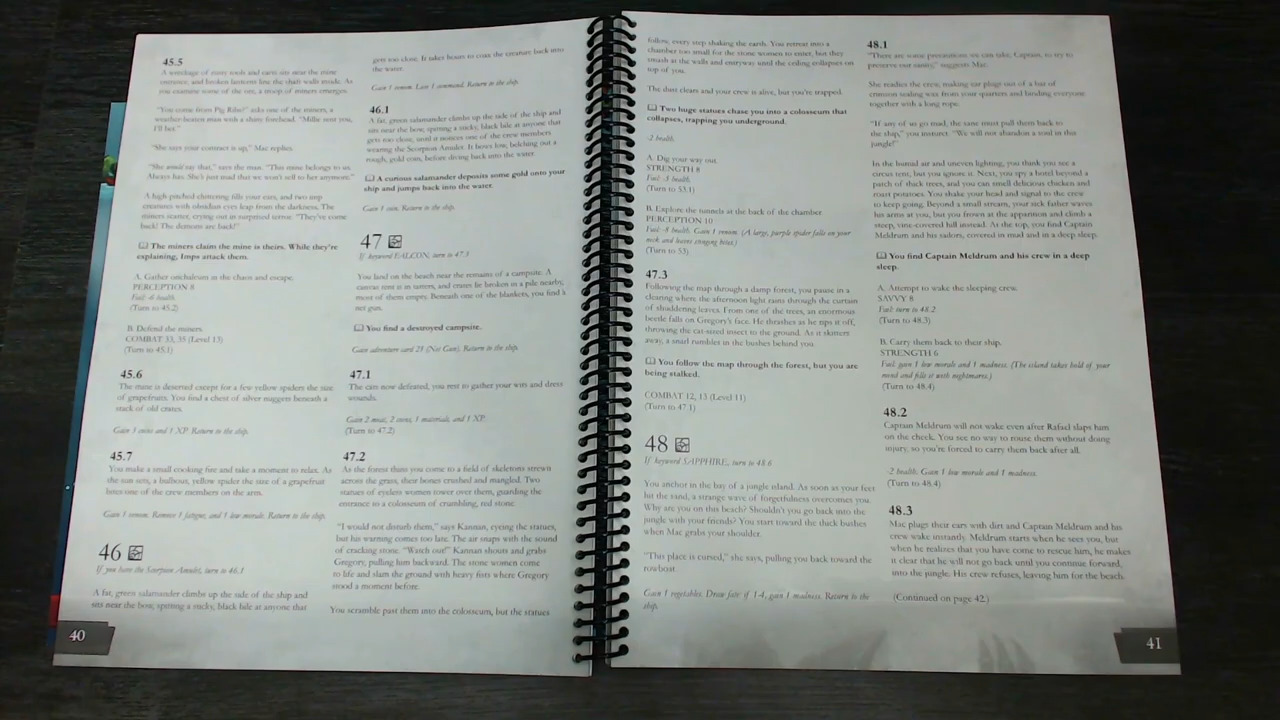 45.5
A wreckage of rusty tools and carts sits near the mine
entrance, and broken lanterns line the shaft walls inside. As
you examine some of the ore, a troop of miners emerges.
"You come from Pig Ribs?" asks one of the miners, a
weather-beaten man with a shiny forehead. "Millie sent you,
I'll bet."
"She says your contract is up," Mac replies.
"She would say that," says the man. "This mine belongs to us.
Always has. She's just mad that we won't sell to her anymore."
A high-pitched chittering fills your ears, and two imp
creatures with obsidian eyes leap from the darkness. The
miners scatter, crying out in surprised terror. "They've come
back! The demons are back!"
The miners claim the mine is theirs. While they're
explaining, Imps attack them.
A. Gather orichalcum in the chaos and escape.
PERCEPTION 8
Fail: -6 health.
(Turn to 45.2)
B. Defend the miners.
COMBAT 33, 35 (Level 13)
(Turn to 45.1)
45.6
The mine is deserted except for a few yellow spiders the size
of grapefruits. You find a chest of silver nuggets beneath a
stack of old crates.
Gain 3 coins and 1 XP. Return to the ship.
45.7
You make a small cooking fire and take a moment to relax. As
the sun sets, a bulbous, yellow spider the size of a grapefruit
bites one of the crew members on the arm.
Gain 1 venom. Remove 1 fatigue, and 1 low morale. Return to the ship.
46
If you have the Scorpion Amulet, turn to 46.1
A fat, green salamander climbs up the side of the ship and
sits near the bow, spitting a sticky, black bile at anyone that
gets too close. It takes hours to coax the creature back into
the water.
Gain 1 venom. Lose 1 command. Return to the ship.
46.1
A fat, green salamander climbs up the side of the ship and
sits near the bow, spitting a sticky, black bile at anyone that
gets too close, until it notices one of the crew members
wearing the Scorpion Amulet. It bows low, belching out a
rough, gold coin, before diving back into the water.
A curious salamander deposits some gold onto your
ship and jumps back into the water.
Gain 1 coin. Return to the ship.
47
If keyword FALCON, turn to 47.3
You land on the beach near the remains of a campsite. A
canvas tent is in tatters, and crates lie broken in a pile nearby,
most of them empty. Beneath one of the blankets, you find a
net gun.
You find a destroyed campsite.
Gain adventure card 21 (Net Gun). Return to the ship.
47.1
The cats now defeated, you rest to gather your wits and dress
wounds.
Gain 2 meat, 2 coins, 1 materials, and 1 XP.
(Turn to 47.2)
47.2
As the forest thins you come to a field of skeletons strewn
across the grass, their bones crushed and mangled. Two
statues of eyeless women tower over them, guarding the
entrance to a colosseum of crumbling, red stone.
"I would not disturb them," says Kannan, eyeing the statues,
but his warning comes too late. The air snaps with the sound
of cracking stone. "Watch out!" Kannan shouts and grabs
Gregory, pulling him backward. The stone women come
to life and slam the ground with heavy fists where Gregory
stood a moment before.
You scramble past them into the colosseum, but the statues
40
follow, every step shaking the earth. You retreat into a
chamber too small for the stone women to enter, but they
smash at the walls and entryway until the ceiling collapses on
top of you.
The dust clears and your crew is alive, but you're trapped.
Two huge statues chase you into a colosseum that
collapses, trapping you underground.
-2 health.
A. Dig your way out.
STRENGTH 8
Fail: -5 health.
(Turn to 53.1)
B. Explore the tunnels at the back of the chamber
PERCEPTION 10
Fail: -8 health. Gain 1 venom. (A large, purple spider falls on your
neck and leaves stinging bites.)
(Turn to 53)
47.3
Following the map through a damp forest, you pause in a
clearing where the afternoon light rains through the curtain
of shuddering leaves. From one of the trees, an enormous
beetle falls on Gregory's face. He thrashes as he rips it off,
throwing the cat-sized insect to the ground. As it skitters
away, a snarl rumbles in the bushes behind you.
You follow the map through the forest, but you are
being stalked.
COMBAT 12, 13 (Level 11)
(Turn to 47.1)
48
If keyword SAPPHIRE, turn to 48.6
You anchor in the bay of a jungle island. As soon as your feet
hit the sand, a strange wave of forgetfulness overcomes you.
Why are you on this beach? Shouldn't you go back into the
jungle with your friends? You start toward the thick bushes
when Mac grabs your shoulder.
"This place is cursed," she says, pulling you back toward the
rowboat.
Gain 1 vegetables. Draw fate: if 1-4, gain 1 madness. Return to the
ship.
48.1
"There are some precautions we can take, Captain, to try to
preserve our sanity," suggests Mac.
She readies the crew, making ear plugs out of a bar of
crimson sealing wax from your quarters and binding everyone
together with a long rope.
"If any of us go mad, the sane must pull them back to
the ship," you instruct. "We will not abandon a soul in this
jungle!"
In the humid air and uneven lighting, you think you see a
circus tent, but you ignore it. Next, you spy a hotel beyond a
patch of thick trees, and you can smell delicious chicken and
roast potatoes. You shake your head and signal to the crew
to keep going. Beyond a small stream, your sick father waves
his arms at you, but you frown at the apparition and climb a
steep, vine-covered hill instead. At the top, you find Captain
Meldrum and his sailors, covered in mud and in a deep sleep.
You find Captain Meldrum and his crew in a deep
sleep.
A. Attempt to wake the sleeping crew.
SAVVY 8
Fail: turn to 48.2
(Turn to 48.3)
B. Carry them back to their ship.
STRENGTH 6
Fail: gain 1 low morale and 1 madness. (The island takes hold of your
mind and fills it with nightmares.)
(Turn to 48.4)
48.2
Captain Meldrum will not wake even after Rafael slaps him
on the cheek. You see no way to rouse them without doing
injury, so you're forced to carry them back after all.
-2 health. Gain 1 low morale and 1 madness.
(Turn to 48.4)
48.3
Mac plugs their ears with dirt and Captain Meldrum and his
crew wake instantly. Meldrum starts when he sees you, but
when he realizes that you have come to rescue him, he makes
it clear that he will not go back until you continue forward,
into the jungle. His crew refuses, leaving him for the beach.
(Continued on page 42.)
41